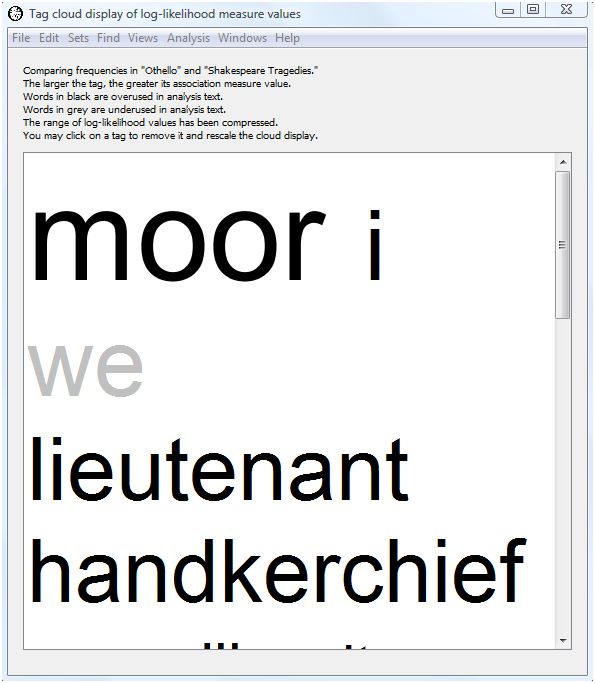 Tag cloud display of log-likelihood measure values
File Edit Sets Find Views Analysis Windows Help
Comparing frequencies in "Othello" and "Shakespeare Tragedies."
The larger the tag, the greater its association measure value.
Words in black are overused in analysis text.
Words in grey are underused in analysis text.
The range of log-likelihood values has been compressed.
You may click on a tag to remove it and rescale the cloud display.
moor i
we
lieutenant
handkerchief